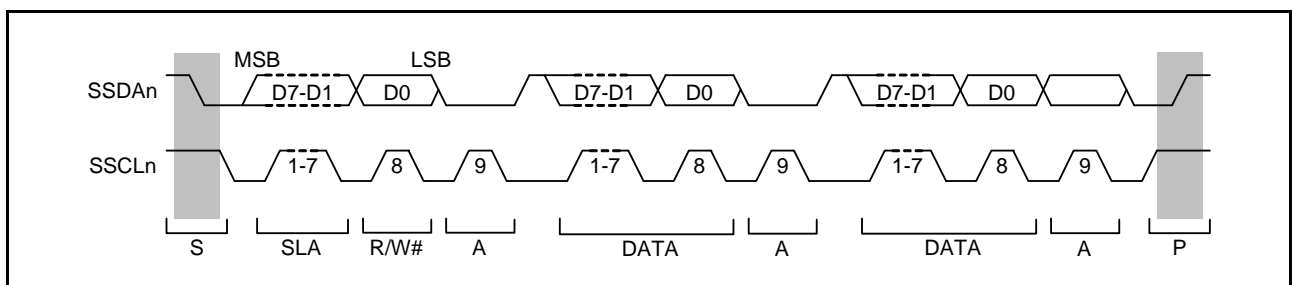 MSB LSB
SSDAn D7-D1 D0 D7-D1 D0 D7-D1 D0
SSCLn 1-7 8 9 1-7 8 9 1-7 8 9
S SLA R/W# A DATA A DATA A P